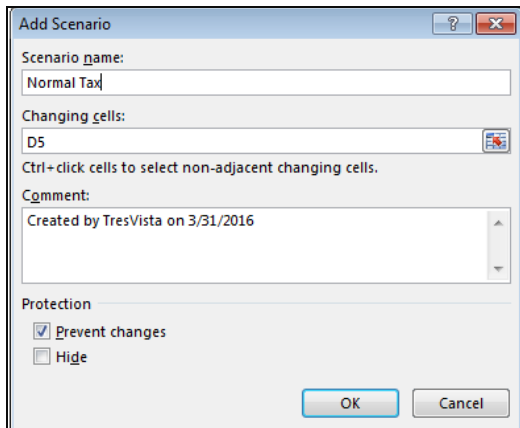 Add Scenario
?
Scenario name:
Normal Tax
Changing cells:
D5
Ctrl+click cells to select non-adjacent changing cells.
Comment:
Created by TresVista on 3/31/2016
Protection
Prevent changes
Hide
OK Cancel